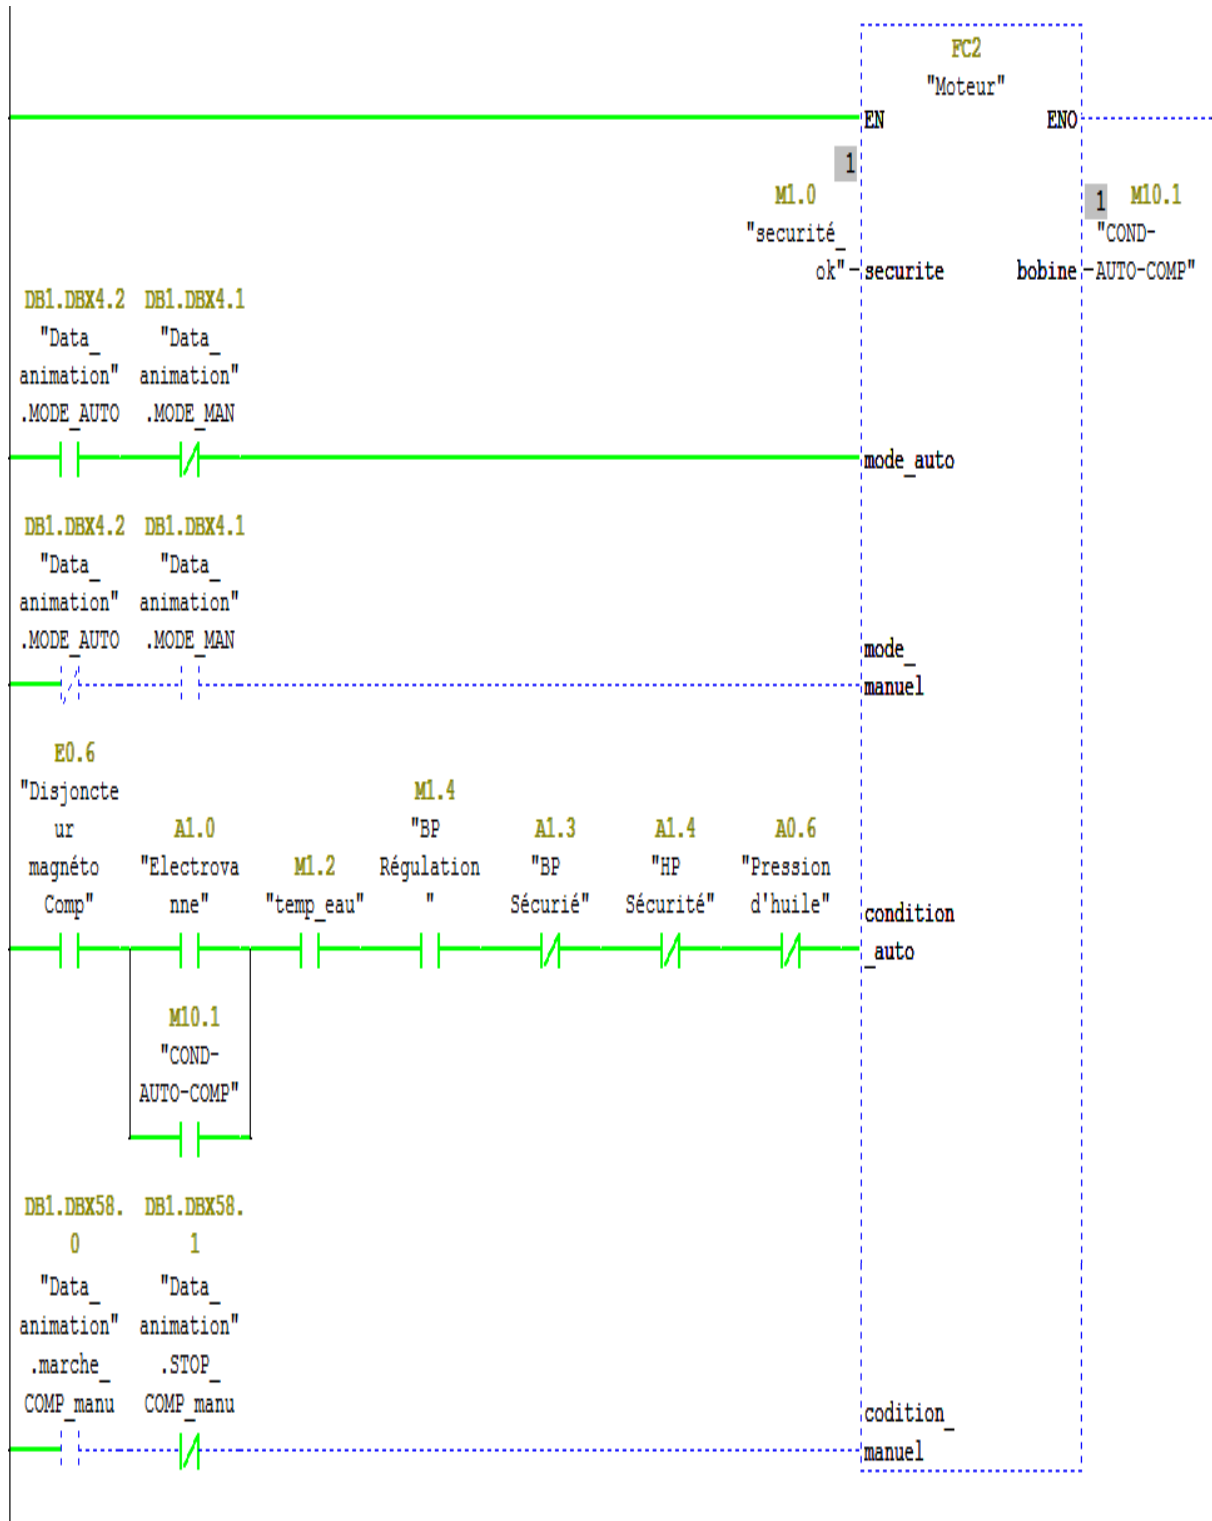 FC2
"Moteur"
EN ENO
1
M1.0
"securité_
ok" securite
1 M10.1
"COND-
bobine AUTO-COMP"
DB1.DBX4.2 DB1.DBX4.1
"Data_ "Data_
animation" animation"
.MODE_AUTO .MODE_MAN
mode_auto
DB1.DBX4.2 DB1.DBX4.1
"Data_ "Data_
animation" animation"
.MODE_AUTO .MODE_MAN
mode_
manuel
E0.6
"Disjoncte
ur
magnéto
Comp"
A1.0
"Electrova
nne"
M1.2
"temp_eau"
M1.4
"BP
Régulation
"
A1.3
"BP
Sécurié"
A1.4
"HP
Sécurité"
A0.6
"Pression
d'huile"
condition
_auto
M10.1
"COND-
AUTO-COMP"
DB1.DBX58. DB1.DBX58.
0 1
"Data_ "Data_
animation" animation"
.marche_ .STOP_
COMP_manu COMP_manu
codition_
manuel